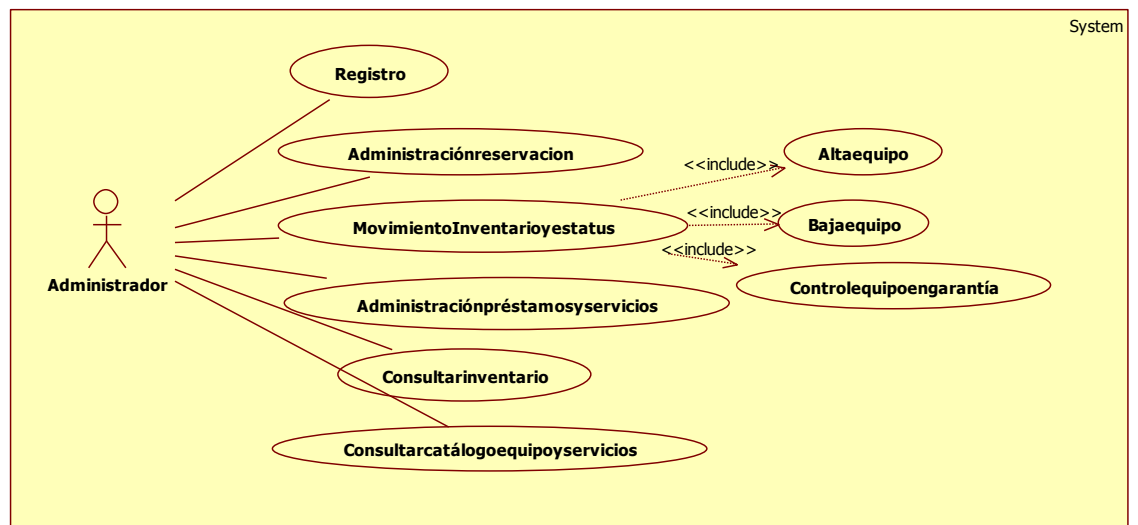 System
Registro
Administraciónreservacion
<<include>>
Altaequipo
MovimientoInventarioyestatus
<<include>>
Bajaequipo
<<include>>
Administrador
Administraciónpréstamosyservicios
Controlequipoengarantía
Consultarinventario
Consultarcatálogoequipoyservicios